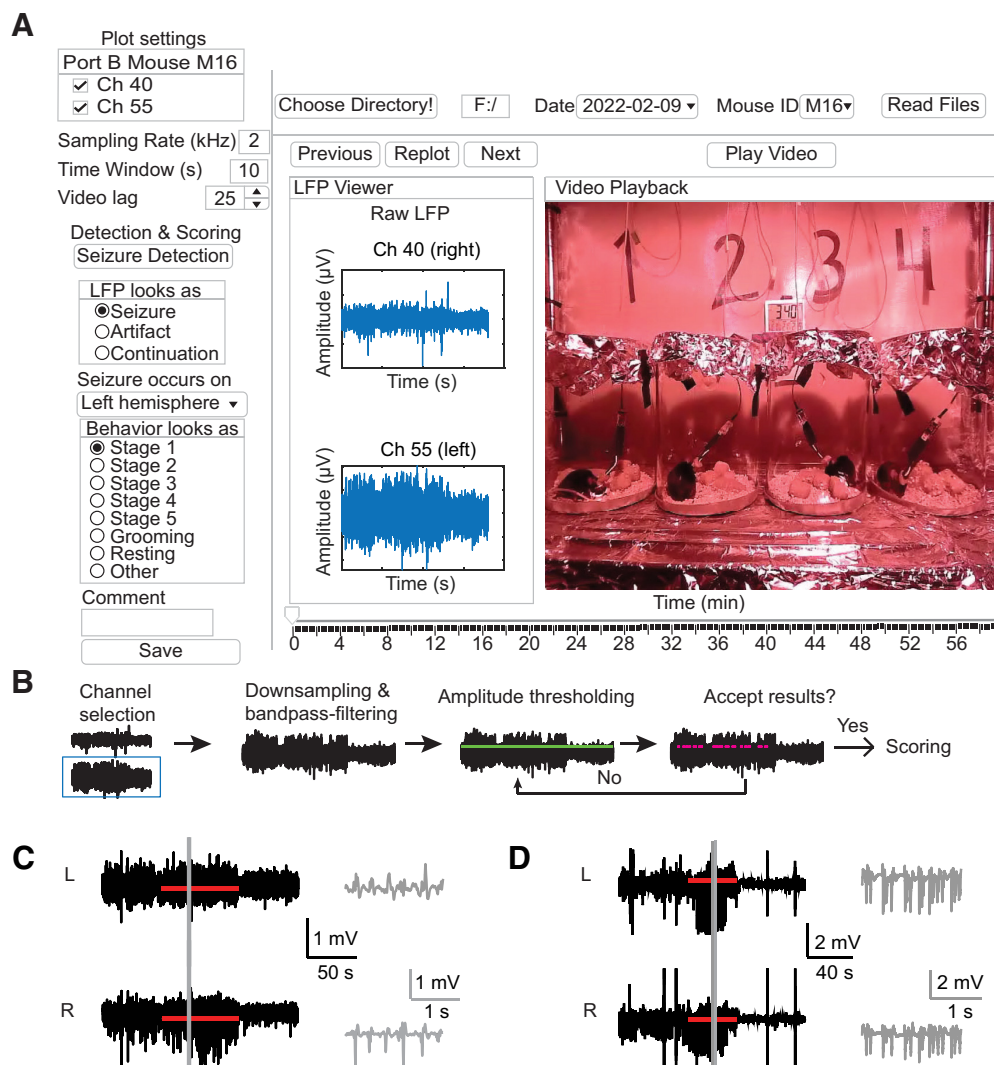 A
Plot settings
Port B Mouse M16
Ch 40
Ch 55
Sampling Rate (kHz) 2
Time Window (s) 10
Video lag 25
Detection & Scoring
Seizure Detection
LFP looks as
Seizure
Artifact
Continuation
Seizure occurs on
Left hemisphere
Behavior looks as
Stage 1
Stage 2
Stage 3
Stage 4
Stage 5
Grooming
Resting
Other
Comment
Save
Choose Directory! F:/ Date 2022-02-09 Mouse ID M16 Read Files
Previous Replot Next Play Video
LFP Viewer
Raw LFP
Ch 40 (right)
Amplitude (µV)
Time (s)
Ch 55 (left)
Amplitude (µV)
Time (s)
Video Playback
1 2 3 4
340
Time (min)
0 4 8 12 16 20 24 28 32 36 40 44 48 52 56
B
Channel
selection
Downsampling &
bandpass-filtering
Amplitude thresholding
Accept results?
Yes
No
Scoring
C
L
R
1 mV
50 s
1 mV
1 s
D
L
R
2 mV
40 s
2 mV
1 s